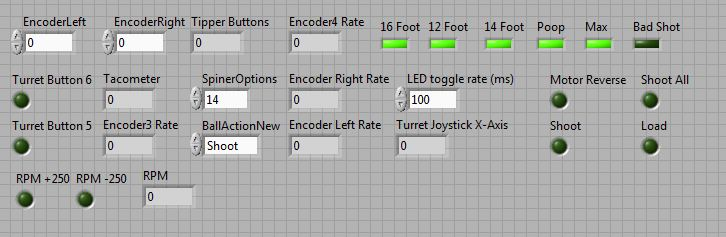 EncoderLeft EncoderRight Tipper Buttons Encoder4 Rate 16 Foot 12 Foot 14 Foot Poop Max Bad Shot
0 0 0 0
Turret Button 6 Tacometer SpinerOptions Encoder Right Rate LED toggle rate (ms) Motor Reverse Shoot All
0 14 0 100
Turret Button 5 Encoder3 Rate BallActionNew Encoder Left Rate Turret Joystick X-Axis Shoot Load
0 Shoot 0 0
RPM +250 RPM -250 RPM
0